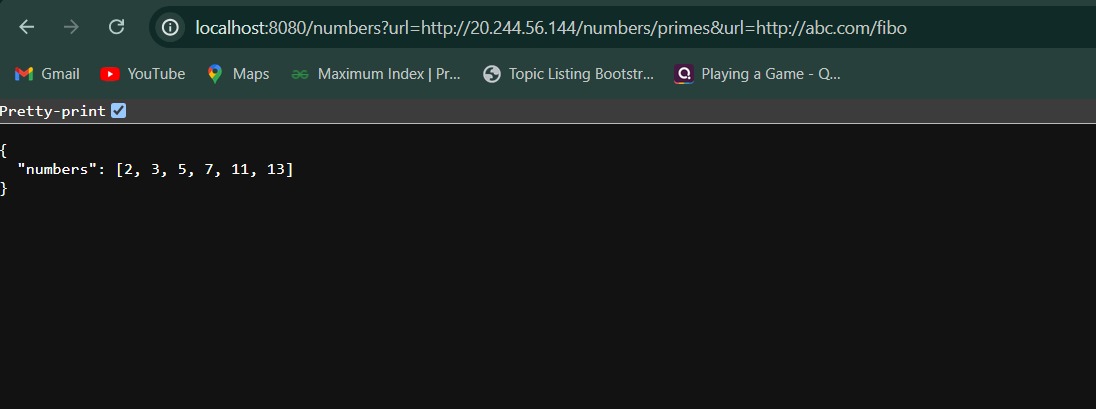 localhost:8080/numbers?url=http://20.244.56.144/numbers/primes&url=http://abc.com/fibo
Gmail YouTube Maps Maximum Index | Pr... Topic Listing Bootstr... Playing a Game - Q...
Pretty-print
{
  "numbers": [2, 3, 5, 7, 11, 13]
}